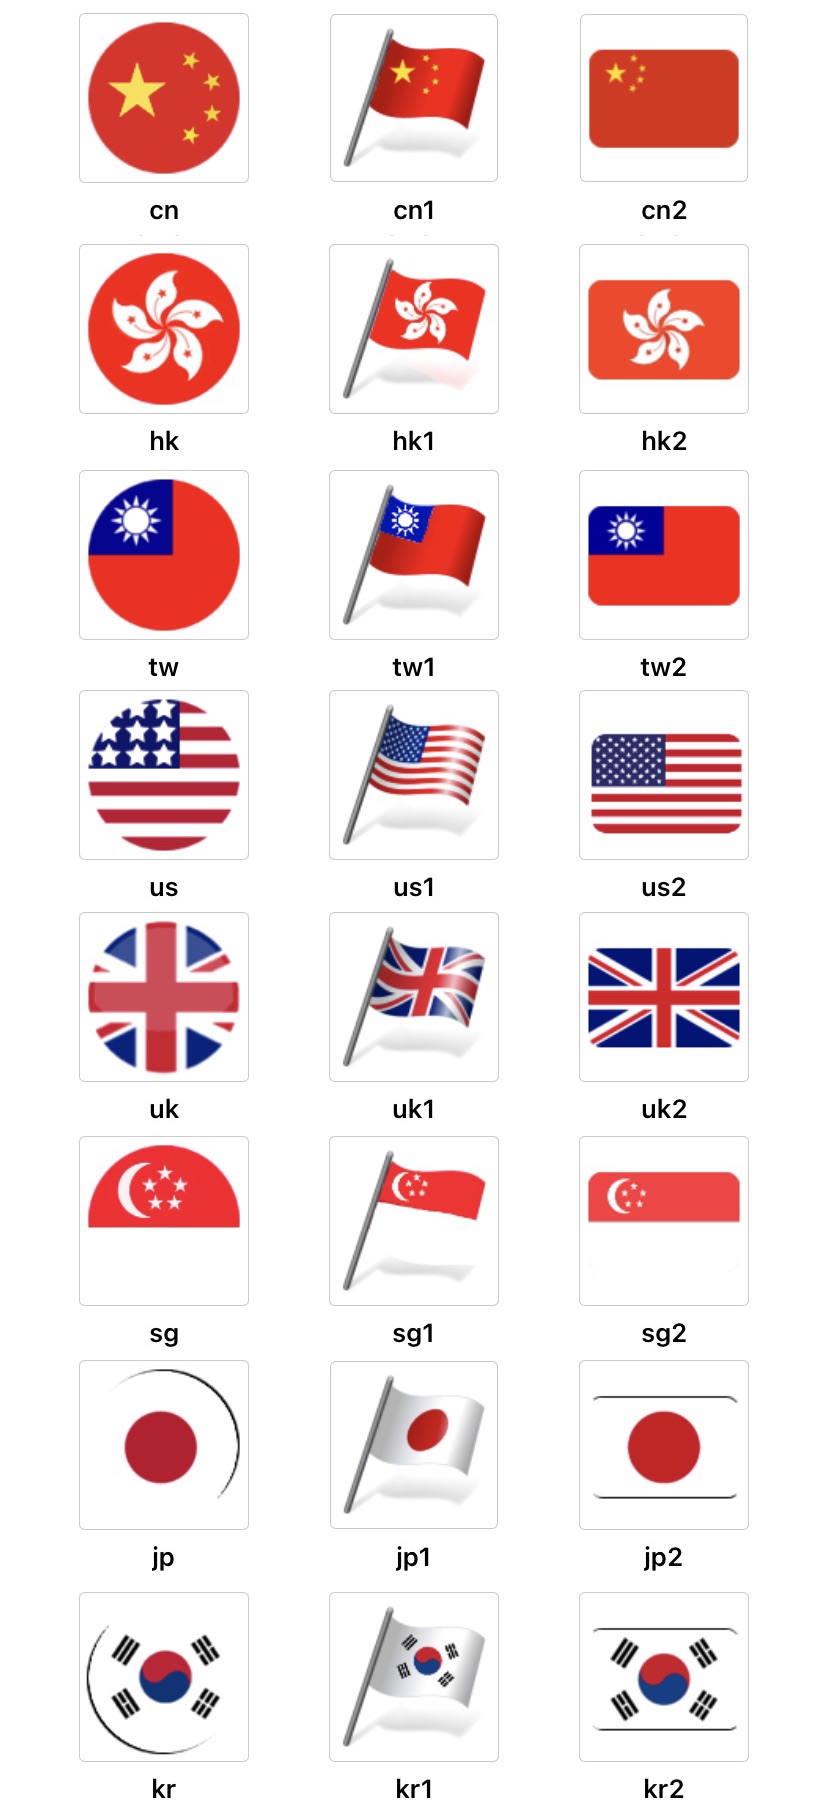 cn cn1 cn2
hk hk1 hk2
tw tw1 tw2
us us1 us2
uk uk1 uk2
sg sg1 sg2
jp jp1 jp2
kr kr1 kr2